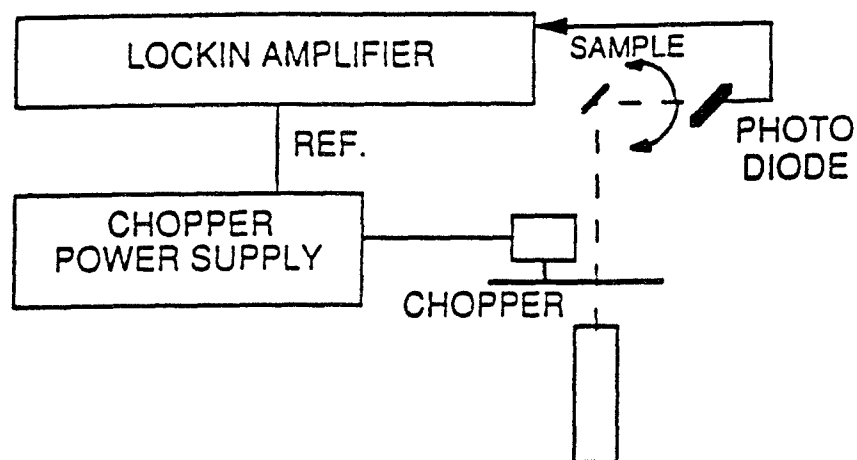 LOCKIN AMPLIFIER
SAMPLE
PHOTO
DIODE
REF.
CHOPPER
POWER SUPPLY
CHOPPER